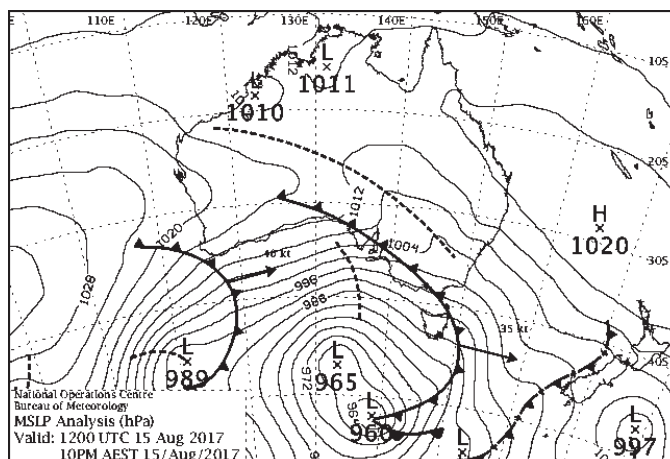 110E 120E 130E 140E 150E 160E
10S
L
1011
1012
L
1010
20S
H
1020
1020
1012
1004
30S
40 kt
1028
996
988
35 kt
40S
L
989
L
965
972
L
960
L
L
997
National Operations Centre
Bureau of Meteorology
MSLP Analysis (hPa)
Valid: 1200 UTC 15 Aug 2017
10PM AEST 15/Aug/2017